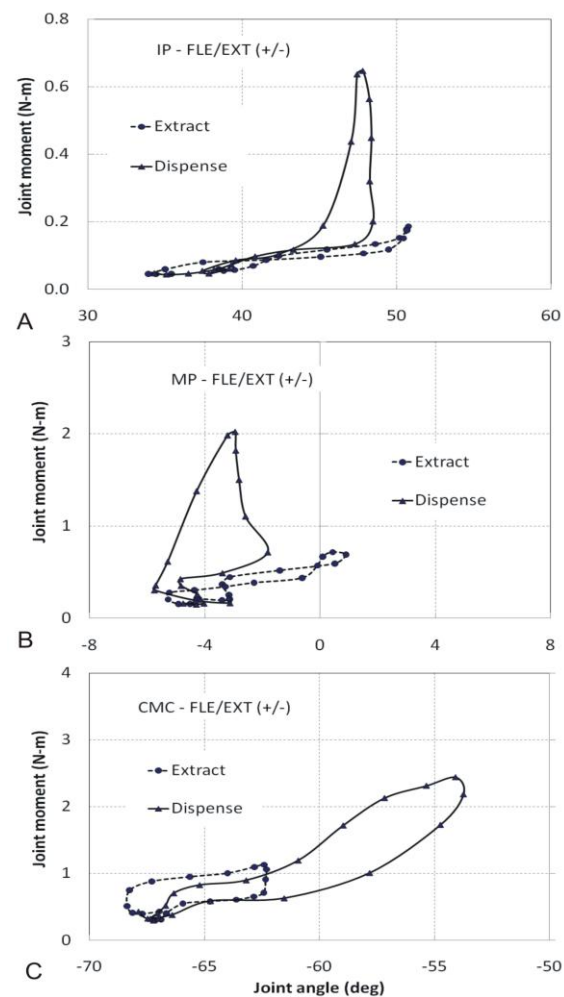 IP - FLE/EXT (+/-)
Joint moment (N-m)
0.8
0.6
0.4
0.2
0.0
Extract
Dispense
30 40 50 60
A
MP - FLE/EXT (+/-)
Joint moment (N-m)
3
2
1
0
Extract
Dispense
-8 -4 0 4 8
B
CMC - FLE/EXT (+/-)
Joint moment (N-m)
4
3
2
1
0
Extract
Dispense
-70 -65 -60 -55 -50
C
Joint angle (deg)